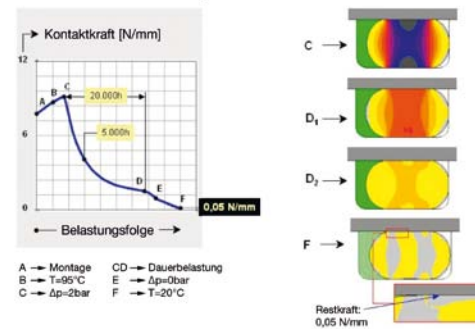 Kontaktkraft [N/mm]
12
A B C
20.000h
6
5.000h
D
E
F
0
0,05 N/mm
Belastungsfolge
A → Montage
B → T=95°C
C → Δp=2bar
CD → Dauerbelastung
E → Δp=0bar
F → T=20°C
C
D₁
D₂
F
Restkraft:
0,05 N/mm